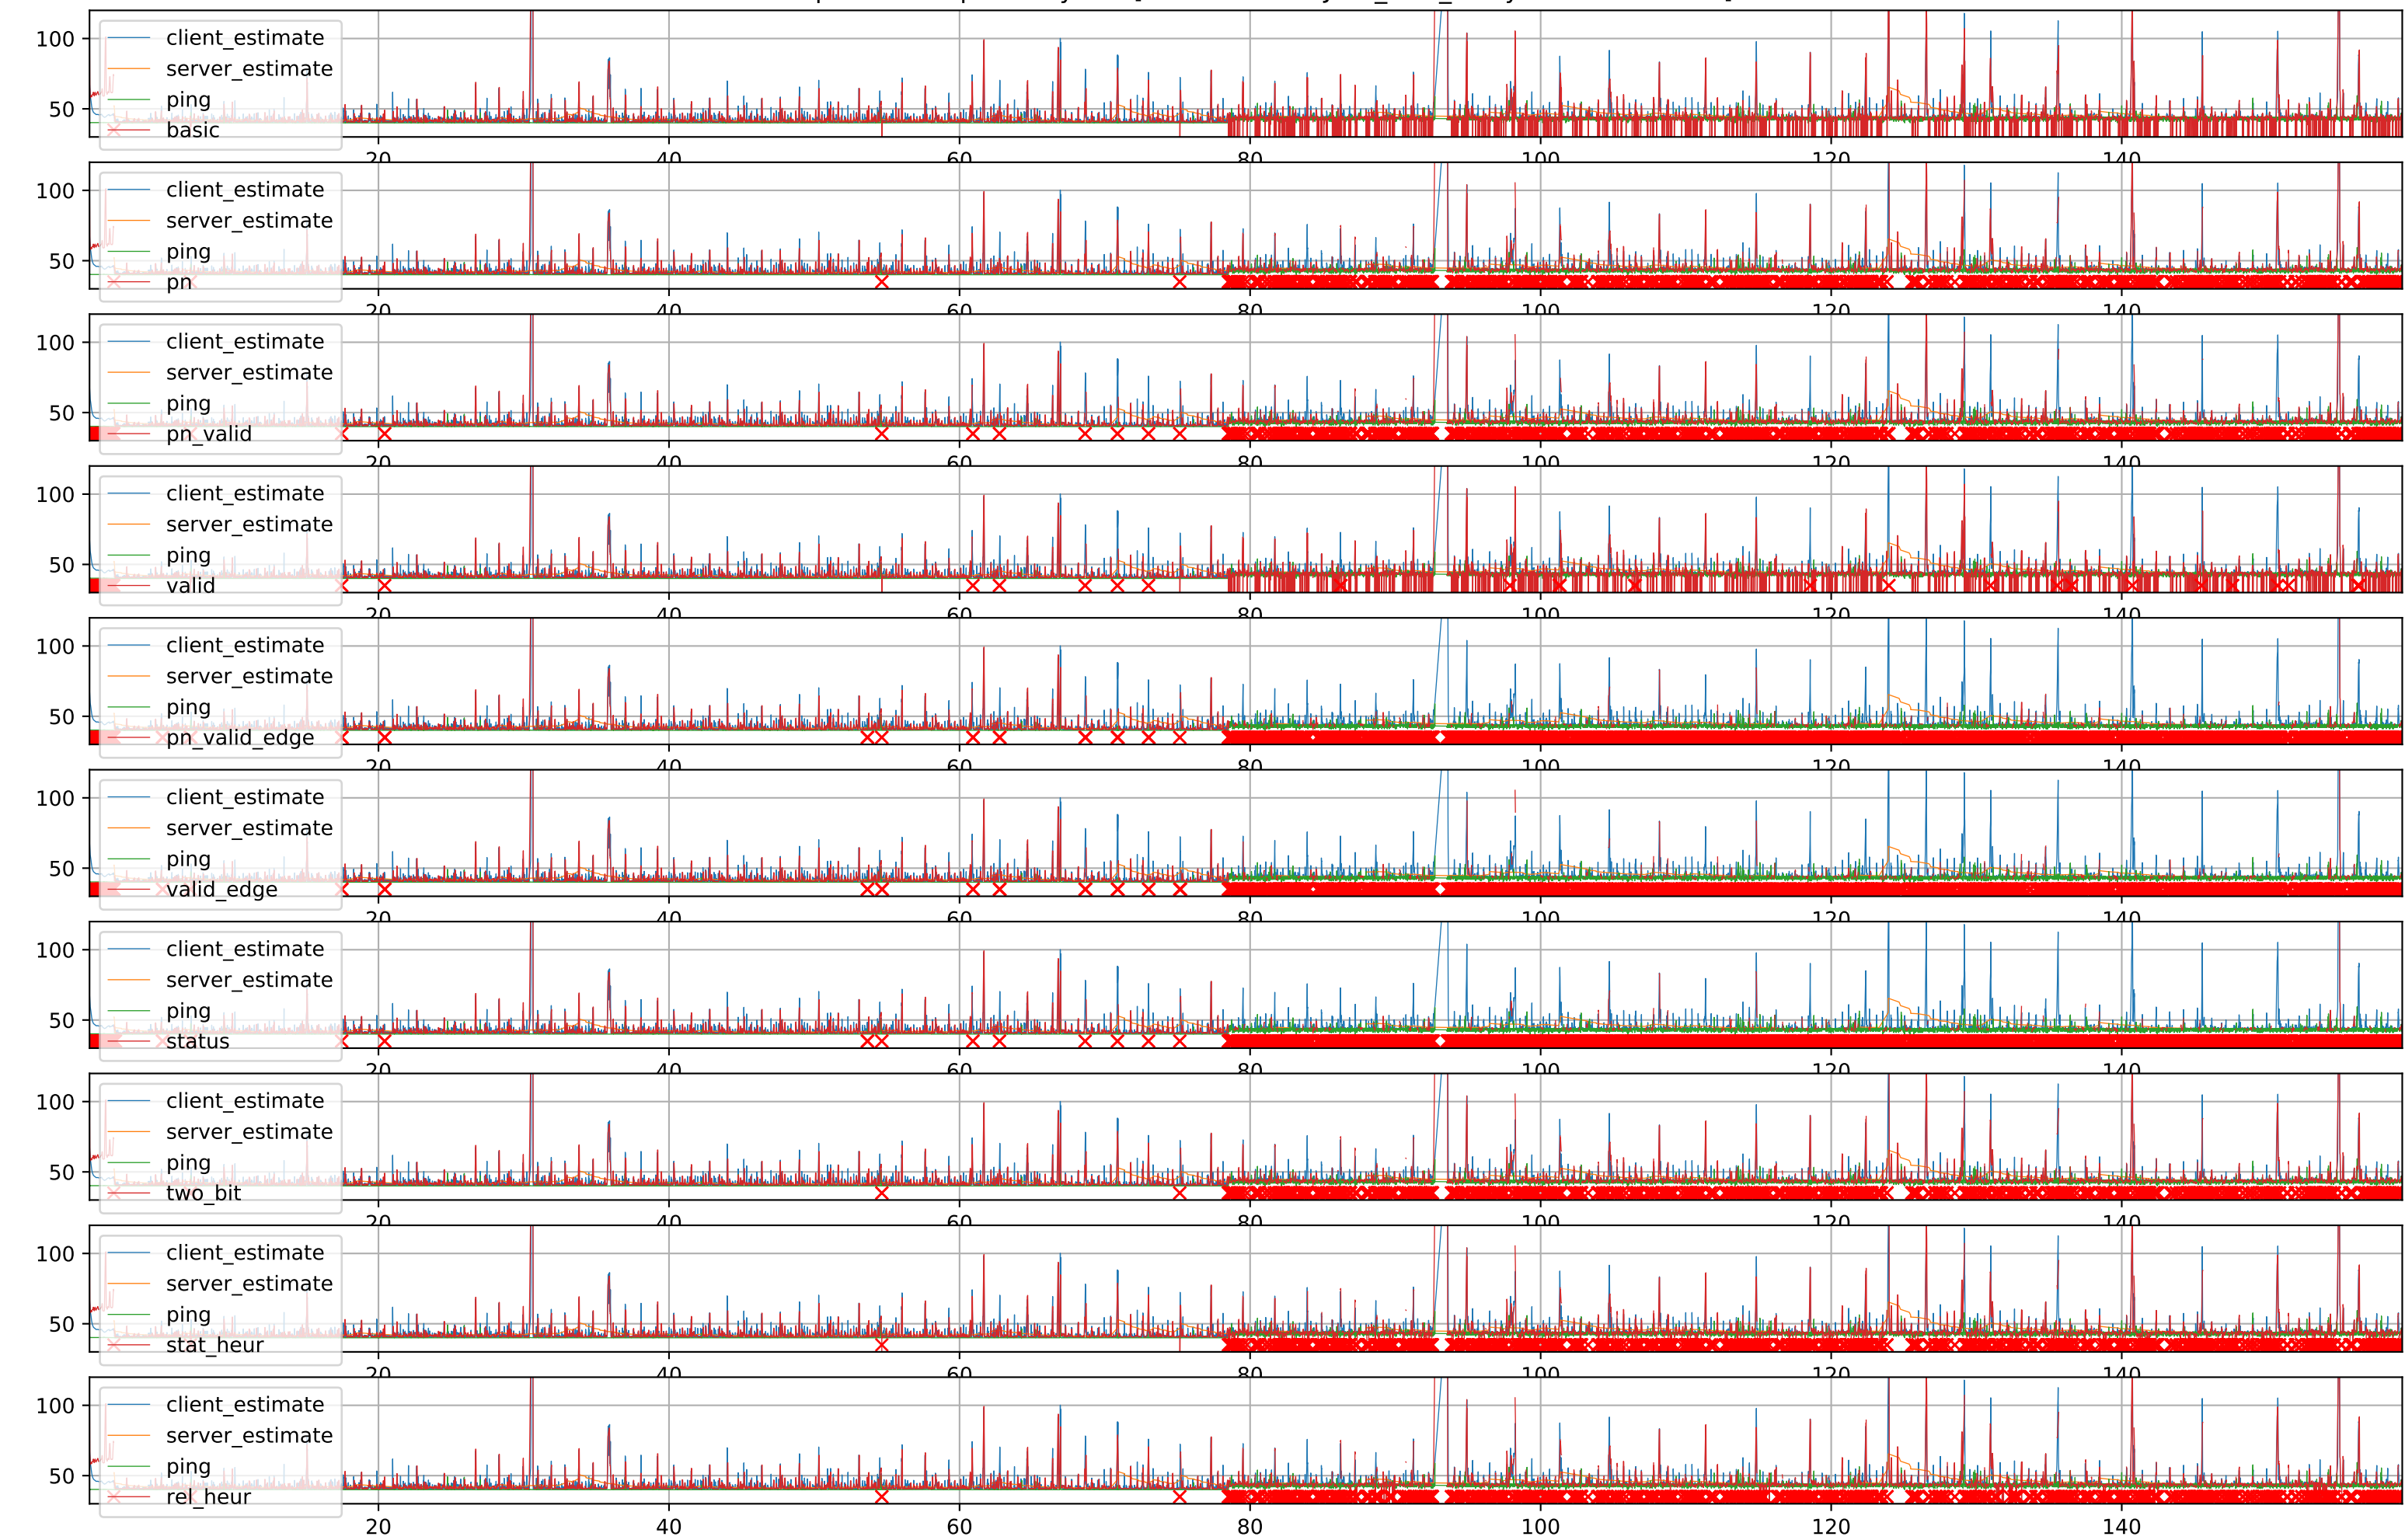 100
50
client_estimate
server_estimate
ping
basic
20 40 60 80 100 120 140
100
50
client_estimate
server_estimate
ping
pn
20 40 60 80 100 120 140
100
50
client_estimate
server_estimate
ping
pn_valid
20 40 60 80 100 120 140
100
50
client_estimate
server_estimate
ping
valid
20 40 60 80 100 120 140
100
50
client_estimate
server_estimate
ping
pn_valid_edge
20 40 60 80 100 120 140
100
50
client_estimate
server_estimate
ping
valid_edge
20 40 60 80 100 120 140
100
50
client_estimate
server_estimate
ping
status
20 40 60 80 100 120 140
100
50
client_estimate
server_estimate
ping
two_bit
20 40 60 80 100 120 140
100
50
client_estimate
server_estimate
ping
stat_heur
20 40 60 80 100 120 140
100
50
client_estimate
server_estimate
ping
rel_heur
20 40 60 80 100 120 140